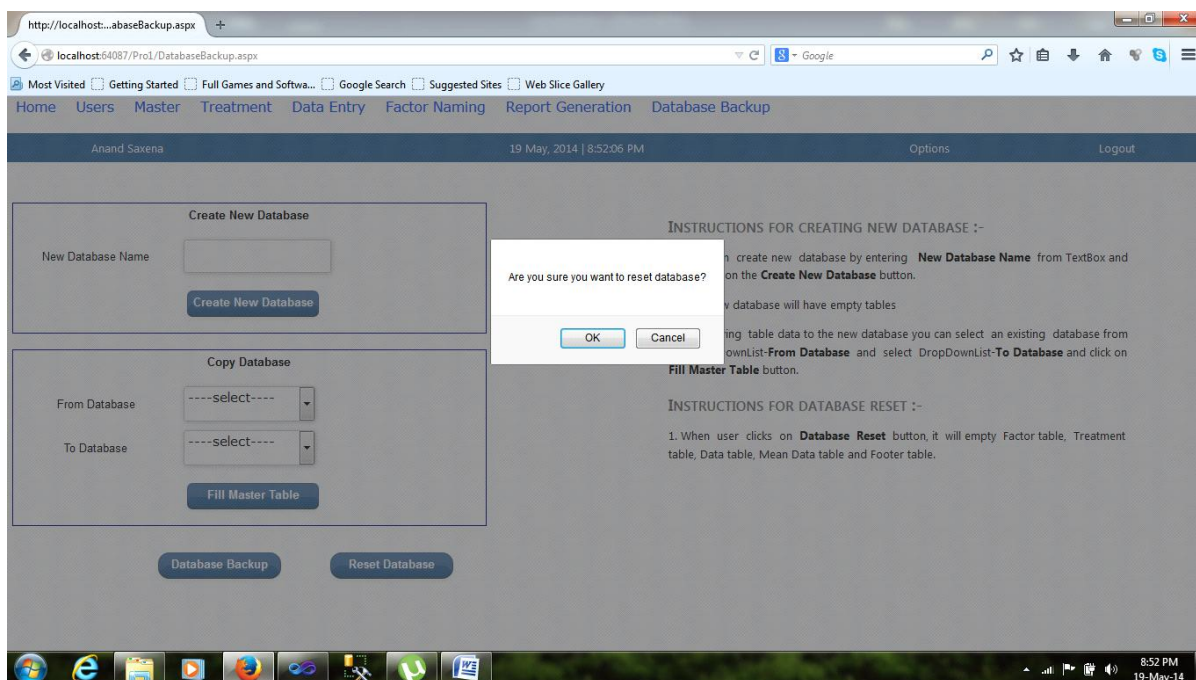 http://localhost:...abaseBackup.aspx
localhost:64087/Pro1/DatabaseBackup.aspx
Google
Most Visited Getting Started Full Games and Softwa... Google Search Suggested Sites Web Slice Gallery
Home Users Master Treatment Data Entry Factor Naming Report Generation Database Backup
Anand Saxena 19 May, 2014 | 8:52:06 PM Options Logout
Create New Database
New Database Name
Create New Database
Copy Database
From Database ----select----
To Database ----select----
Fill Master Table
Database Backup Reset Database
Are you sure you want to reset database?
OK Cancel
INSTRUCTIONS FOR CREATING NEW DATABASE :-
create new database by entering New Database Name from TextBox and
on the Create New Database button.
database will have empty tables
table data to the new database you can select an existing database from
ownList-From Database and select DropDownList-To Database and click on
Fill Master Table button.
INSTRUCTIONS FOR DATABASE RESET :-
1. When user clicks on Database Reset button, it will empty Factor table, Treatment
table, Data table, Mean Data table and Footer table.
8:52 PM
19-May-14